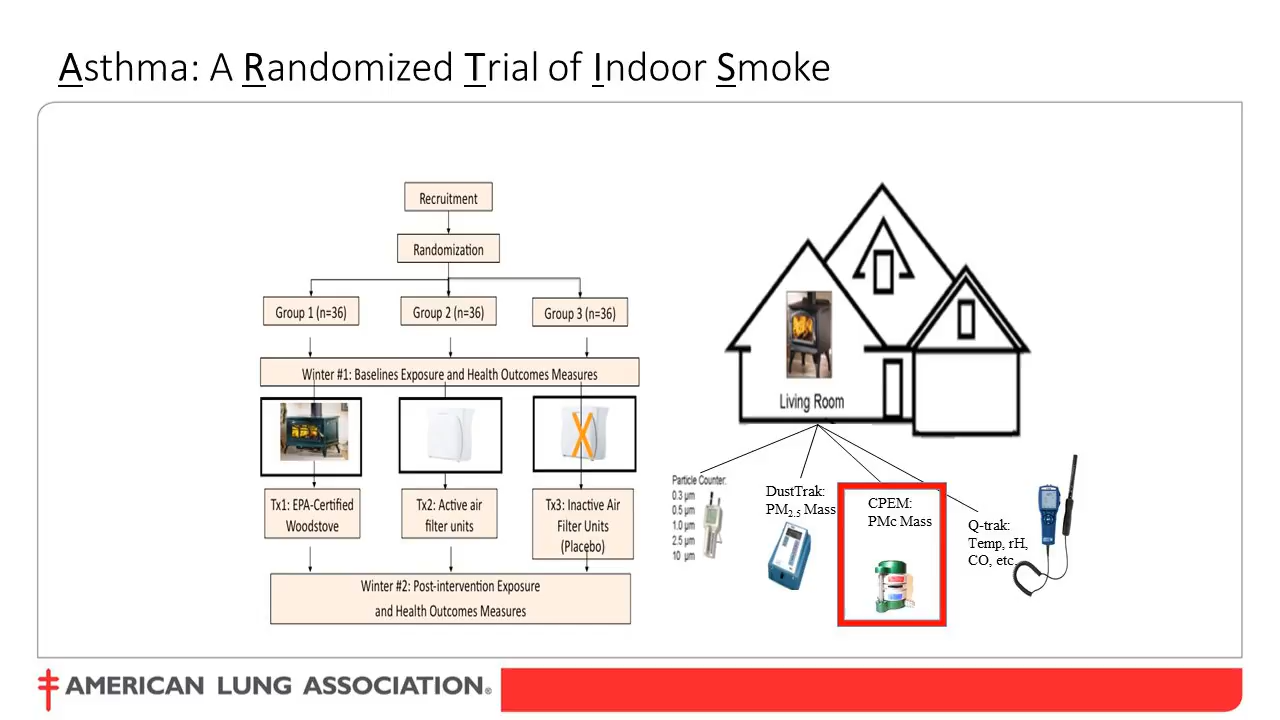 Asthma: A Randomized Trial of Indoor Smoke
Recruitment
Randomization
Group 1 (n=36)
Group 2 (n=36)
Group 3 (n=36)
Winter #1: Baselines Exposure and Health Outcomes Measures
Tx1: EPA-Certified
Woodstove
Tx2: Active air
filter units
Tx3: Inactive Air
Filter Units
(Placebo)
Winter #2: Post-intervention Exposure
and Health Outcomes Measures
Living Room
Particle Counter:
0.3 µm
0.5 µm
1.0 µm
2.5 µm
10 µm
DustTrak:
PM2.5 Mass
CPEM:
PMc Mass
Q-trak:
Temp, rH,
CO, etc.
AMERICAN LUNG ASSOCIATION®